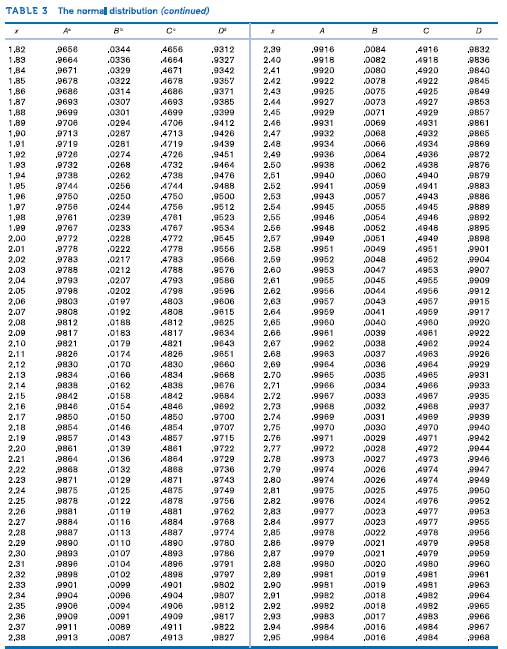 TABLE 3 The normal distribution (continued)
x Aᵃ Bᵇ Cᶜ Dᵈ x A B C D
1.82 .9656 .0344 .4656 .9312 2.39 .9916 .0084 .4916 .9832
1.83 .9664 .0336 .4664 .9327 2.40 .9918 .0082 .4918 .9836
1.84 .9671 .0329 .4671 .9342 2.41 .9920 .0080 .4920 .9840
1.85 .9678 .0322 .4678 .9357 2.42 .9922 .0078 .4922 .9845
1.86 .9686 .0314 .4686 .9371 2.43 .9925 .0075 .4925 .9849
1.87 .9693 .0307 .4693 .9385 2.44 .9927 .0073 .4927 .9853
1.88 .9699 .0301 .4699 .9399 2.45 .9929 .0071 .4929 .9857
1.89 .9706 .0294 .4706 .9412 2.46 .9931 .0069 .4931 .9861
1.90 .9713 .0287 .4713 .9426 2.47 .9932 .0068 .4932 .9865
1.91 .9719 .0281 .4719 .9439 2.48 .9934 .0066 .4934 .9869
1.92 .9726 .0274 .4726 .9451 2.49 .9936 .0064 .4936 .9872
1.93 .9732 .0268 .4732 .9464 2.50 .9938 .0062 .4938 .9876
1.94 .9738 .0262 .4738 .9476 2.51 .9940 .0060 .4940 .9879
1.95 .9744 .0256 .4744 .9488 2.52 .9941 .0059 .4941 .9883
1.96 .9750 .0250 .4750 .9500 2.53 .9943 .0057 .4943 .9886
1.97 .9756 .0244 .4756 .9512 2.54 .9945 .0055 .4945 .9889
1.98 .9761 .0239 .4761 .9523 2.55 .9946 .0054 .4946 .9892
1.99 .9767 .0233 .4767 .9534 2.56 .9948 .0052 .4948 .9895
2.00 .9772 .0228 .4772 .9545 2.57 .9949 .0051 .4949 .9898
2.01 .9778 .0222 .4778 .9556 2.58 .9951 .0049 .4951 .9901
2.02 .9783 .0217 .4783 .9566 2.59 .9952 .0048 .4952 .9904
2.03 .9788 .0212 .4788 .9576 2.60 .9953 .0047 .4953 .9907
2.04 .9793 .0207 .4793 .9586 2.61 .9955 .0045 .4955 .9909
2.05 .9798 .0202 .4798 .9596 2.62 .9956 .0044 .4956 .9912
2.06 .9803 .0197 .4803 .9606 2.63 .9957 .0043 .4957 .9915
2.07 .9808 .0192 .4808 .9615 2.64 .9959 .0041 .4959 .9917
2.08 .9812 .0188 .4812 .9625 2.65 .9960 .0040 .4960 .9920
2.09 .9817 .0183 .4817 .9634 2.66 .9961 .0039 .4961 .9922
2.10 .9821 .0179 .4821 .9643 2.67 .9962 .0038 .4962 .9924
2.11 .9826 .0174 .4826 .9651 2.68 .9963 .0037 .4963 .9926
2.12 .9830 .0170 .4830 .9660 2.69 .9964 .0036 .4964 .9929
2.13 .9834 .0166 .4834 .9668 2.70 .9965 .0035 .4965 .9931
2.14 .9838 .0162 .4838 .9676 2.71 .9966 .0034 .4966 .9933
2.15 .9842 .0158 .4842 .9684 2.72 .9967 .0033 .4967 .9935
2.16 .9846 .0154 .4846 .9692 2.73 .9968 .0032 .4968 .9937
2.17 .9850 .0150 .4850 .9700 2.74 .9969 .0031 .4969 .9939
2.18 .9854 .0146 .4854 .9707 2.75 .9970 .0030 .4970 .9940
2.19 .9857 .0143 .4857 .9715 2.76 .9971 .0029 .4971 .9942
2.20 .9861 .0139 .4861 .9722 2.77 .9972 .0028 .4972 .9944
2.21 .9864 .0136 .4864 .9729 2.78 .9973 .0027 .4973 .9946
2.22 .9868 .0132 .4868 .9736 2.79 .9974 .0026 .4974 .9947
2.23 .9871 .0129 .4871 .9743 2.80 .9974 .0026 .4974 .9949
2.24 .9875 .0125 .4875 .9749 2.81 .9975 .0025 .4975 .9950
2.25 .9878 .0122 .4878 .9756 2.82 .9976 .0024 .4976 .9952
2.26 .9881 .0119 .4881 .9762 2.83 .9977 .0023 .4977 .9953
2.27 .9884 .0116 .4884 .9768 2.84 .9977 .0023 .4977 .9955
2.28 .9887 .0113 .4887 .9774 2.85 .9978 .0022 .4978 .9956
2.29 .9890 .0110 .4890 .9780 2.86 .9979 .0021 .4979 .9958
2.30 .9893 .0107 .4893 .9786 2.87 .9979 .0021 .4979 .9959
2.31 .9896 .0104 .4896 .9791 2.88 .9980 .0020 .4980 .9960
2.32 .9898 .0102 .4898 .9797 2.89 .9981 .0019 .4981 .9961
2.33 .9901 .0099 .4901 .9802 2.90 .9981 .0019 .4981 .9963
2.34 .9904 .0096 .4904 .9807 2.91 .9982 .0018 .4982 .9964
2.35 .9906 .0094 .4906 .9812 2.92 .9982 .0018 .4982 .9965
2.36 .9909 .0091 .4909 .9817 2.93 .9983 .0017 .4983 .9966
2.37 .9911 .0089 .4911 .9822 2.94 .9984 .0016 .4984 .9967
2.38 .9913 .0087 .4913 .9827 2.95 .9984 .0016 .4984 .9968